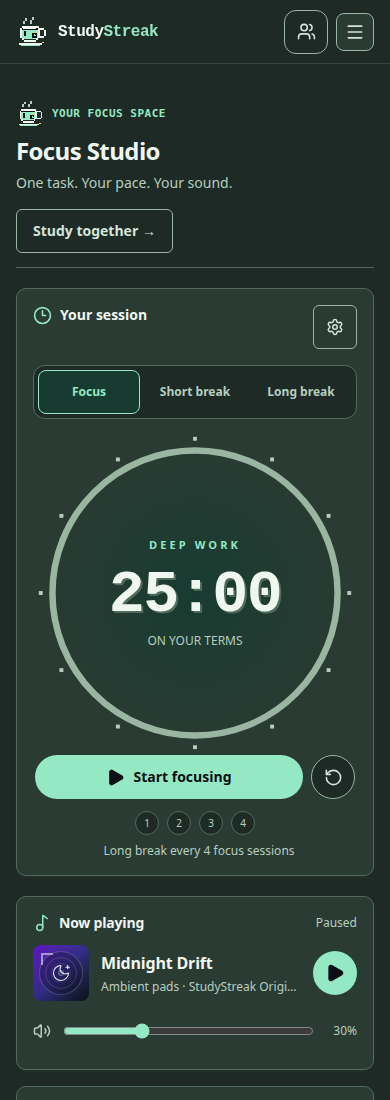 StudyStreak
YOUR FOCUS SPACE
Focus Studio
One task. Your pace. Your sound.
Study together →
Your session
Focus
Short break
Long break
DEEP WORK
25:00
ON YOUR TERMS
Start focusing
1 2 3 4
Long break every 4 focus sessions
Now playing
Paused
Midnight Drift
Ambient pads · StudyStreak Origi…
30%